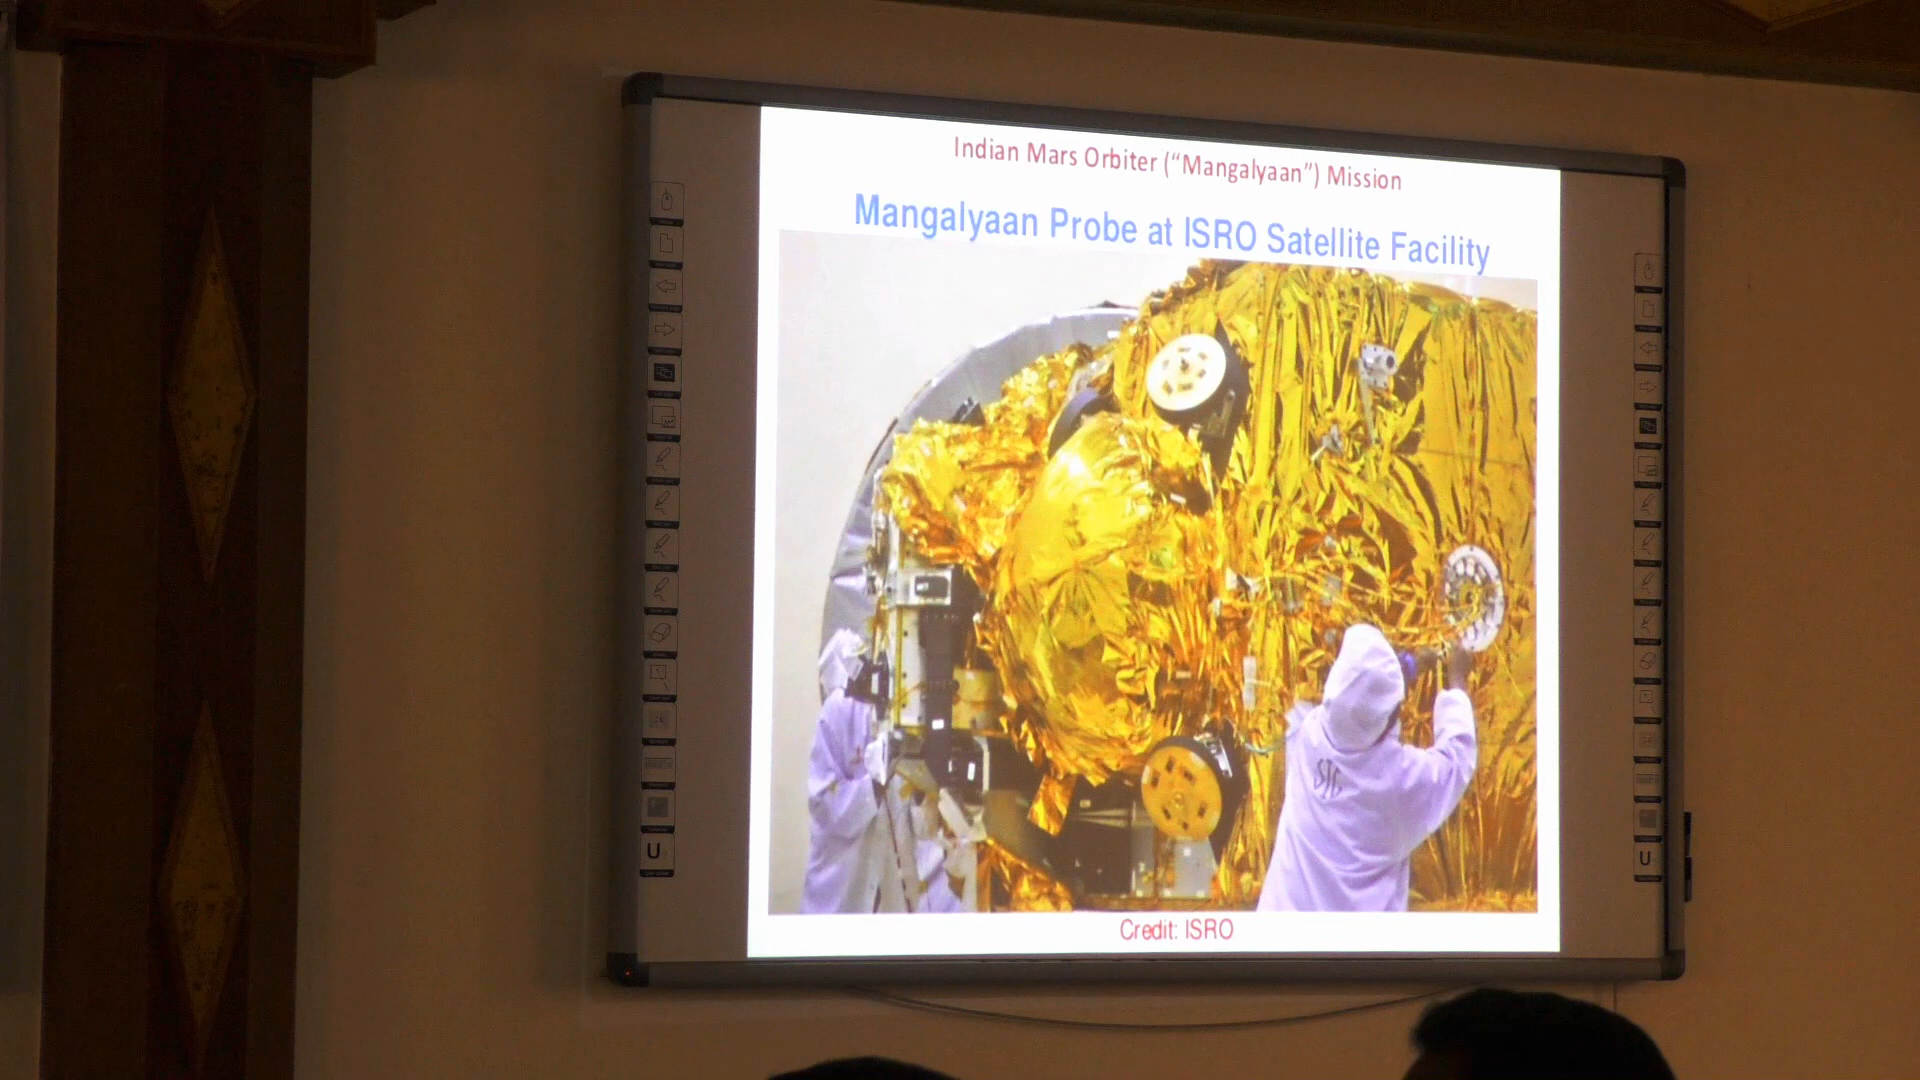 Indian Mars Orbiter (“Mangalyaan”) Mission
Mangalyaan Probe at ISRO Satellite Facility
Credit: ISRO
U
U